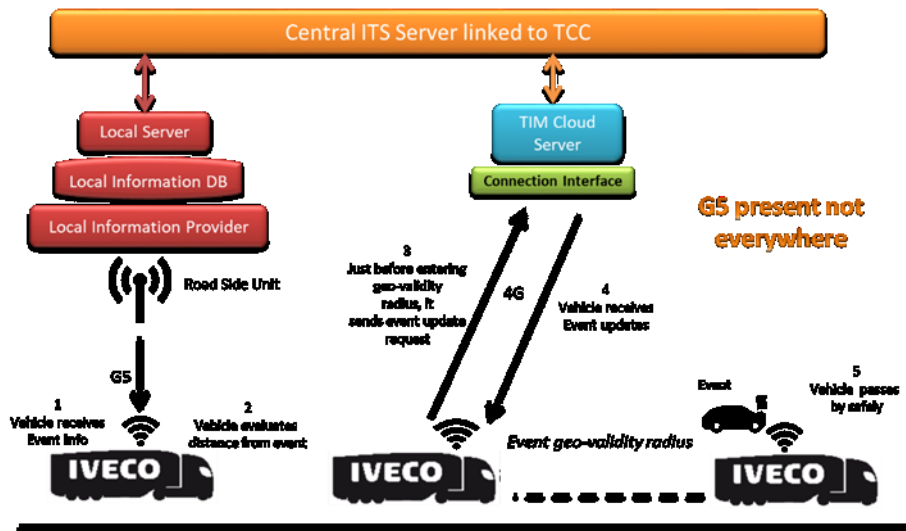 Central ITS Server linked to TCC
Local Server
Local Information DB
Local Information Provider
Road Side Unit
G5
1
Vehicle receives
Event info
2
Vehicle evaluates
distance from event
IVECO
TIM Cloud
Server
Connection Interface
3
Just before entering
geo-validity
radius, it
sends event update
request
4G
4
Vehicle receives
Event updates
IVECO
G5 present not
everywhere
Event geo-validity radius
Event
5
Vehicle passes
by safely
IVECO